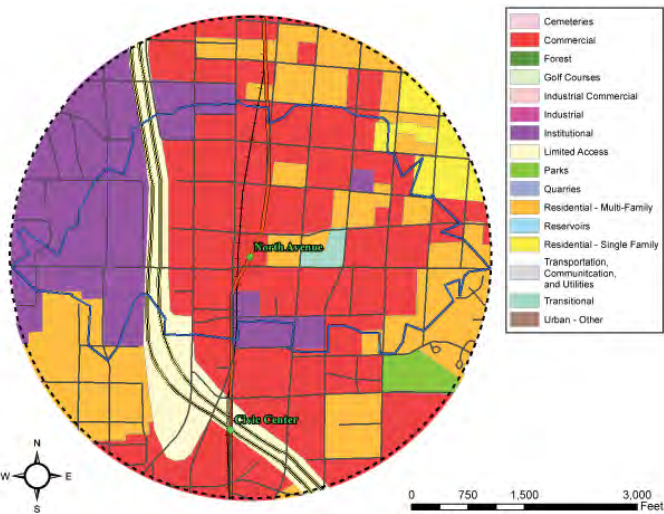 Cemeteries
Commercial
Forest
Golf Courses
Industrial Commercial
Industrial
Institutional
Limited Access
Parks
Quarries
Residential - Multi-Family
Reservoirs
Residential - Single Family
Transportation,
Communitcation,
and Utilities
Transitional
Urban - Other
North Avenue
Civic Center
N
W E
S
0 750 1,500 3,000
Feet